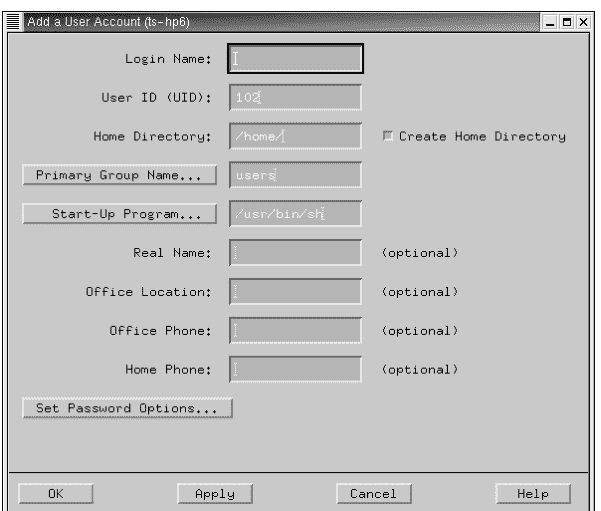 Add a User Account (ts-hp6)
Login Name:
User ID (UID): 102
Home Directory: /home/ Create Home Directory
Primary Group Name... users
Start-Up Program... /usr/bin/sh
Real Name: (optional)
Office Location: (optional)
Office Phone: (optional)
Home Phone: (optional)
Set Password Options...
OK Apply Cancel Help